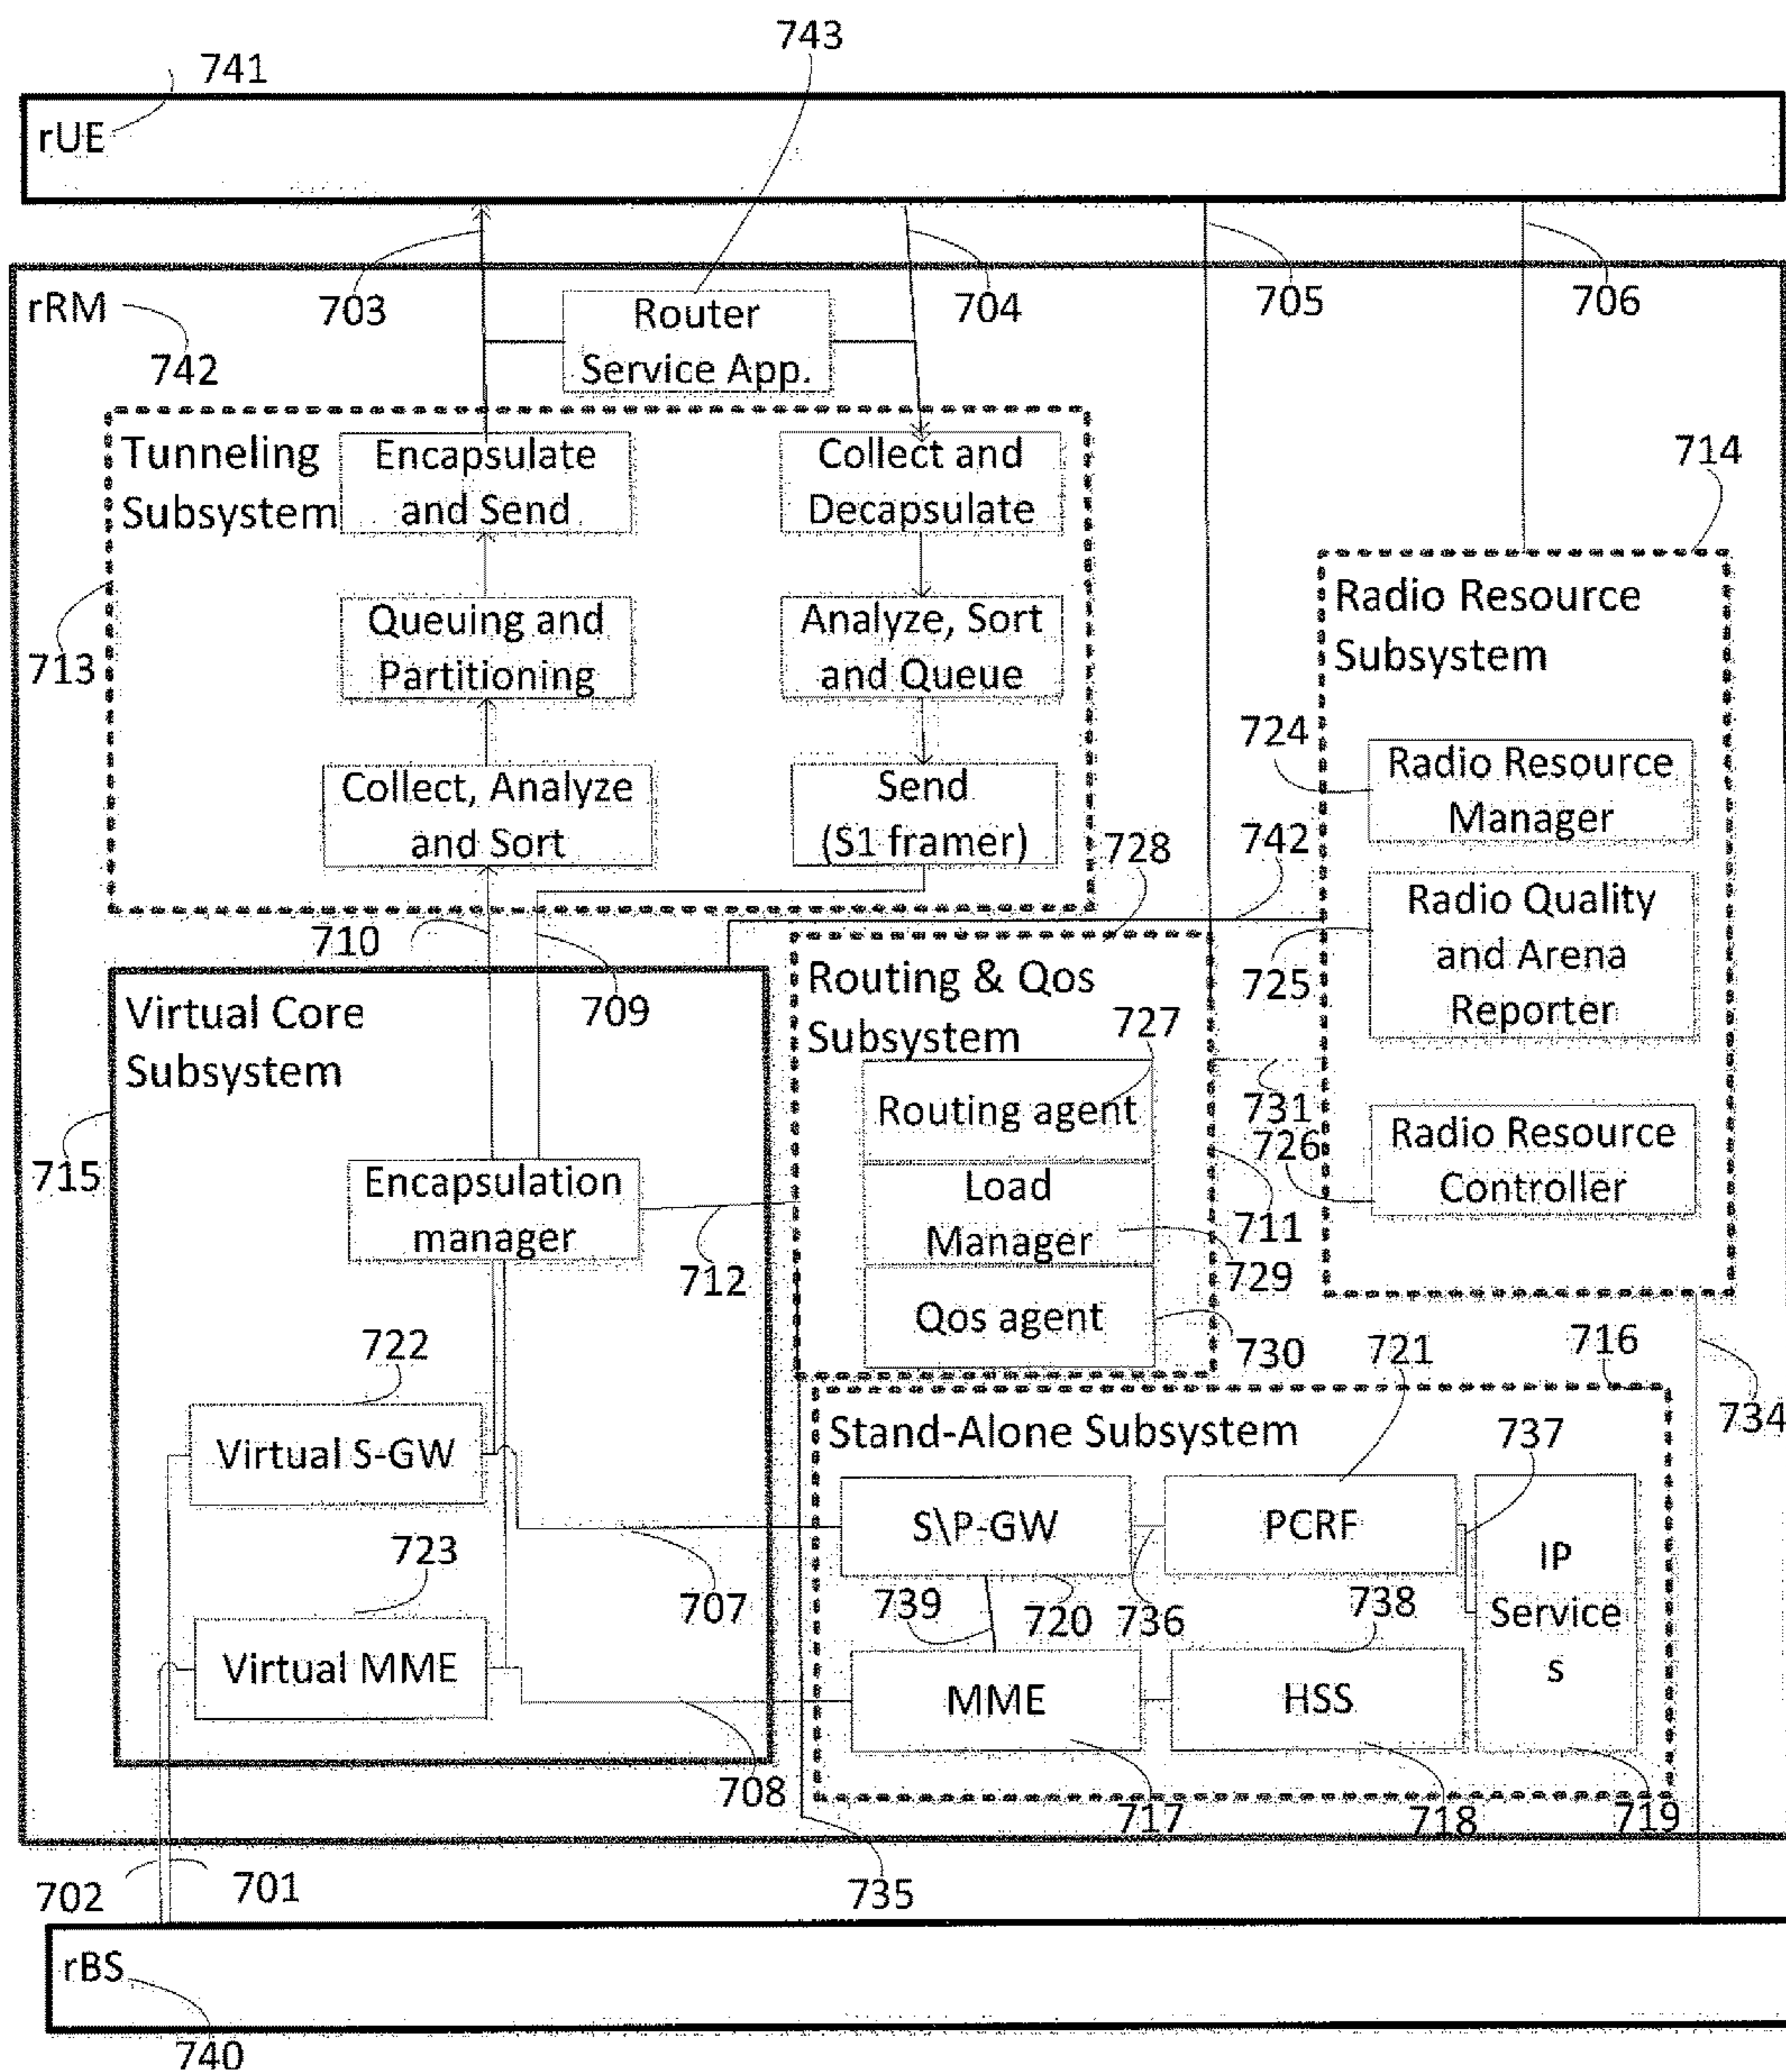 743
741
rUE
703
704
705
706
rRM
742
Router
Service App.
Tunneling
Subsystem
Encapsulate
and Send
Collect and
Decapsulate
714
Radio Resource
Subsystem
713
Queuing and
Partitioning
Analyze, Sort
and Queue
724
Radio Resource
Manager
Collect, Analyze
and Sort
Send
(S1 framer)
728
742
710
709
Radio Quality
and Arena
Reporter
725
Virtual Core
Subsystem
Routing & Qos
Subsystem
727
Routing agent
731
726
Radio Resource
Controller
715
Encapsulation
manager
712
Load
Manager
711
729
Qos agent
730
721
716
734
722
Virtual S-GW
Stand-Alone Subsystem
737
S\P-GW
PCRF
IP
Service
s
723
707
739
720
736
738
Virtual MME
MME
HSS
708
717
718
719
702
701
735
rBS
740